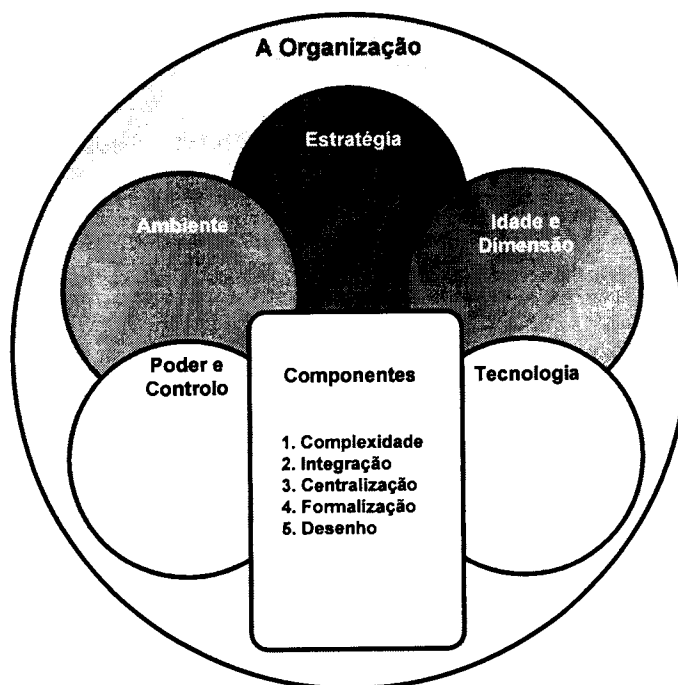 A Organização
Estratégia
Ambiente
Idade e
Dimensão
Poder e
Controlo
Componentes
Tecnologia
1. Complexidade
2. Integração
3. Centralização
4. Formalização
5. Desenho